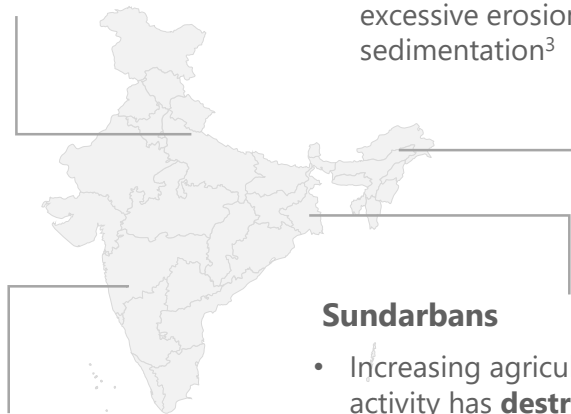 excessive erosion
sedimentation³
Sundarbans
• Increasing agricu
activity has destr